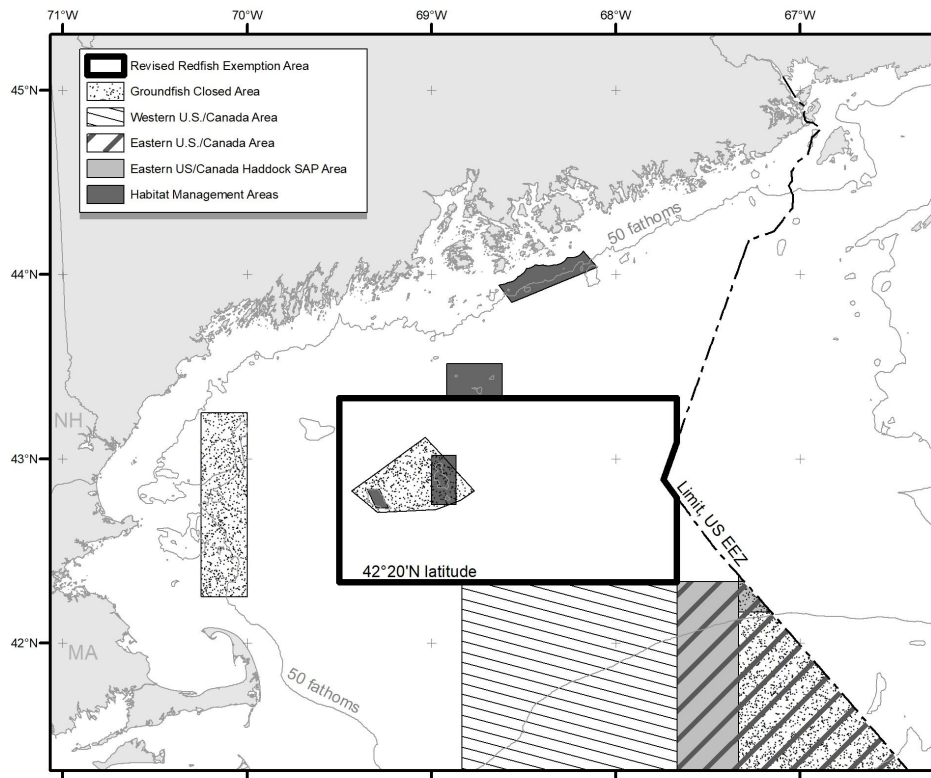 71°W 70°W 69°W 68°W 67°W
Revised Redfish Exemption Area
Groundfish Closed Area
Western U.S./Canada Area
Eastern U.S./Canada Area
Eastern US/Canada Haddock SAP Area
Habitat Management Areas
45°N
50 fathoms
44°N
NH
43°N
Limit, US EEZ
42°20'N latitude
42°N
MA
50 fathoms